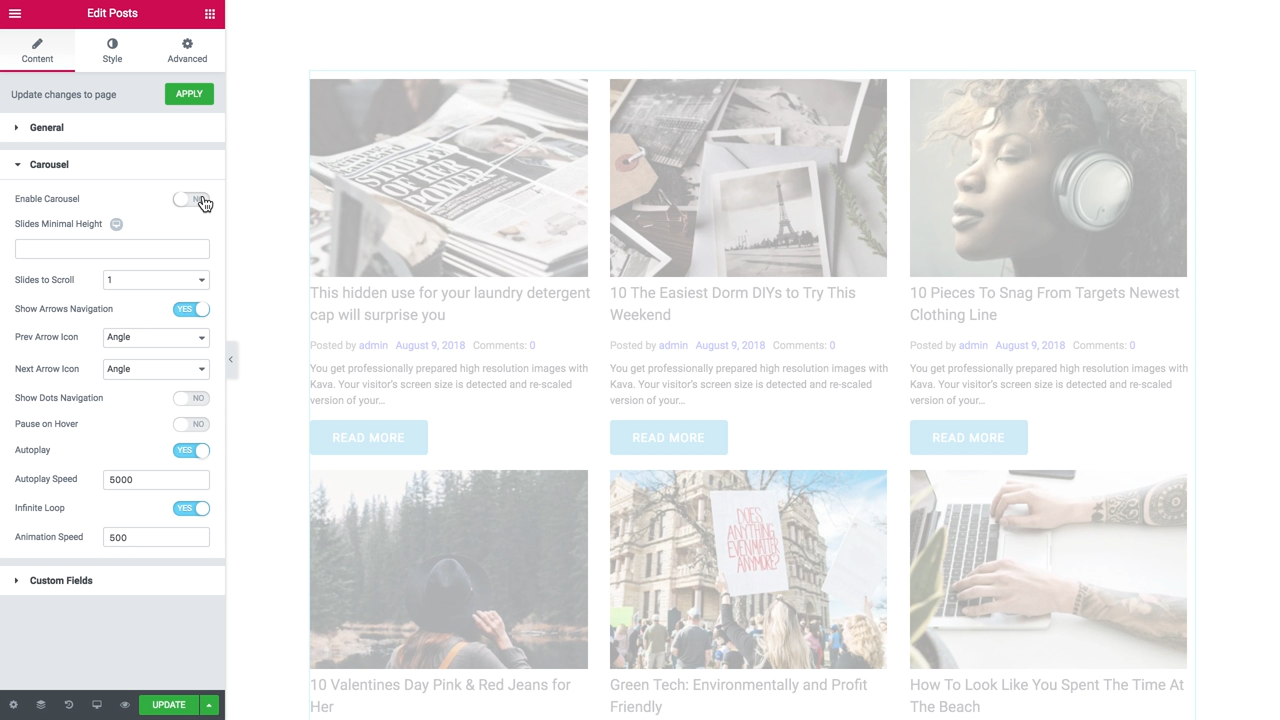 Edit Posts
Content
Style
Advanced
Update changes to page
APPLY
General
Carousel
Enable Carousel
Slides Minimal Height
Slides to Scroll
1
Show Arrows Navigation
YES
Prev Arrow Icon
Angle
Next Arrow Icon
Angle
Show Dots Navigation
NO
Pause on Hover
NO
Autoplay
YES
Autoplay Speed
5000
Infinite Loop
YES
Animation Speed
500
Custom Fields
UPDATE
This hidden use for your laundry detergent
cap will surprise you
Posted by admin August 9, 2018 Comments: 0
You get professionally prepared high resolution images with
Kava. Your visitor’s screen size is detected and re-scaled
version of your…
READ MORE
10 The Easiest Dorm DIYs to Try This
Weekend
Posted by admin August 9, 2018 Comments: 0
You get professionally prepared high resolution images with
Kava. Your visitor’s screen size is detected and re-scaled
version of your…
READ MORE
10 Pieces To Snag From Targets Newest
Clothing Line
Posted by admin August 9, 2018 Comments: 0
You get professionally prepared high resolution images with
Kava. Your visitor’s screen size is detected and re-scaled
version of your…
READ MORE
10 Valentines Day Pink & Red Jeans for
Her
DOES
ANYTHING
EVEN MATTER
ANYMORE?
Green Tech: Environmentally and Profit
Friendly
How To Look Like You Spent The Time At
The Beach